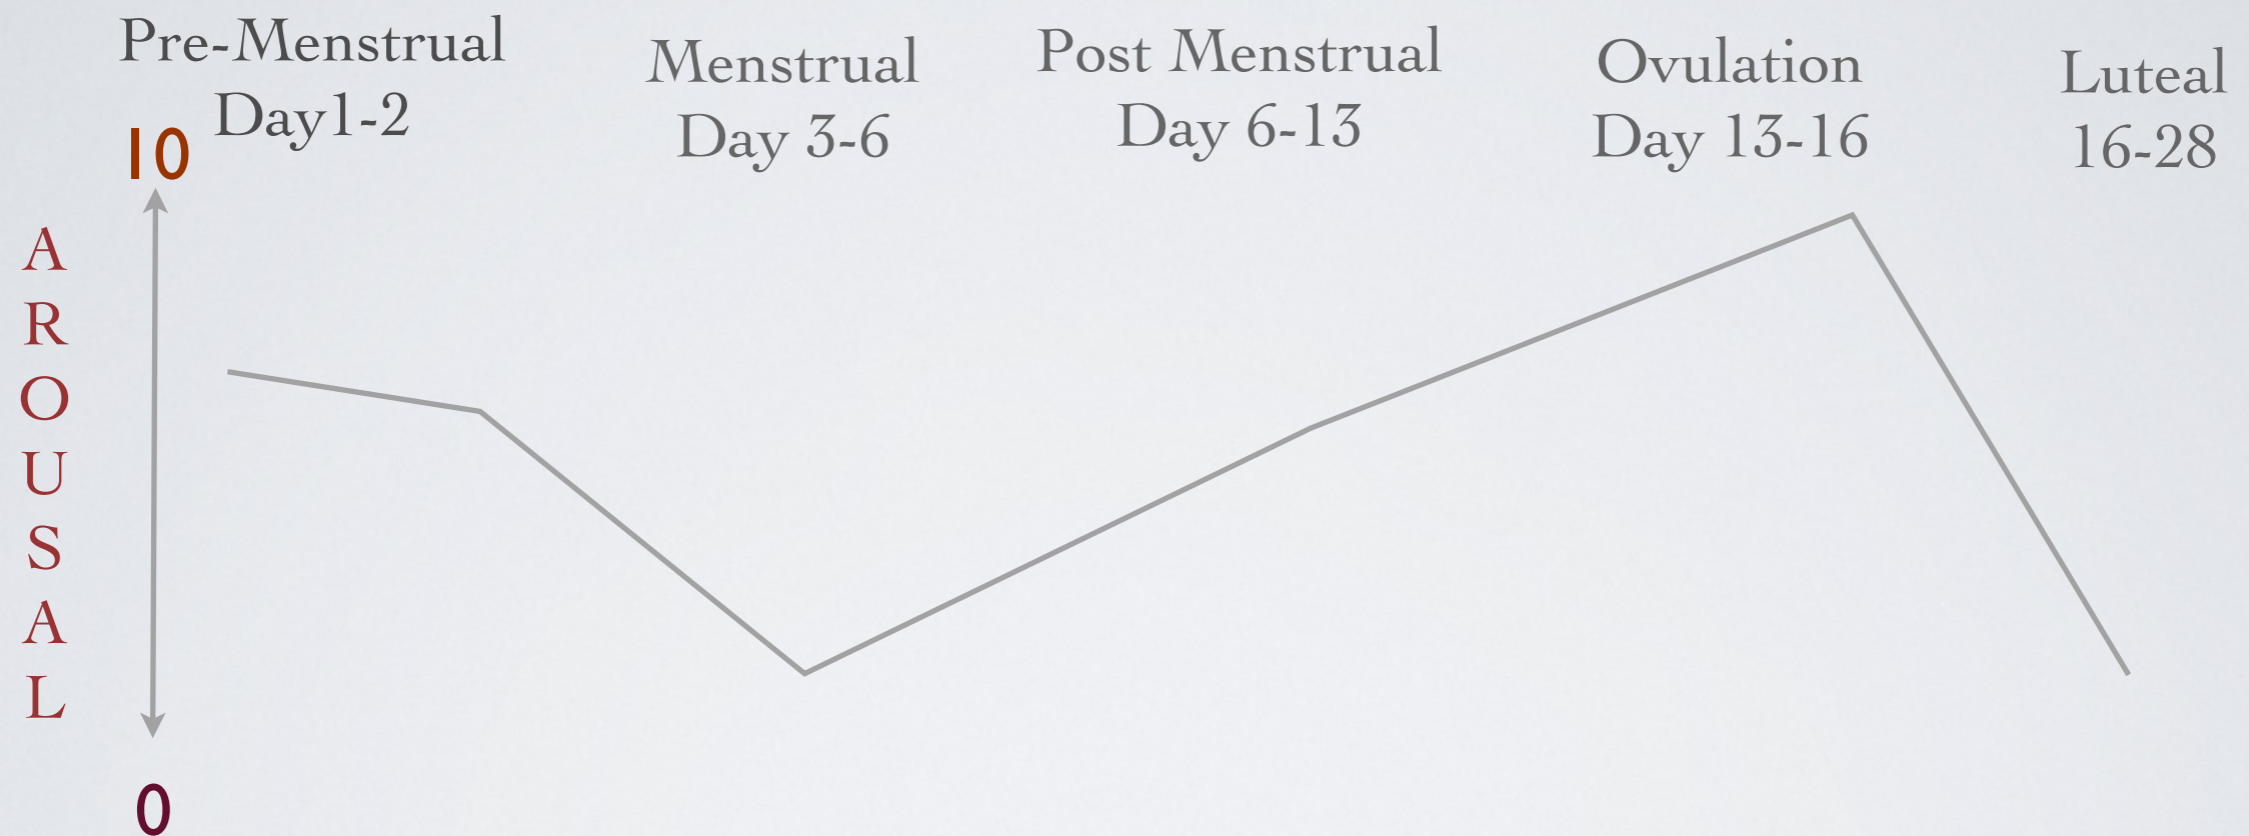 Pre-Menstrual
Day1-2
Menstrual
Day 3-6
Post Menstrual
Day 6-13
Ovulation
Day 13-16
Luteal
16-28
10
A
R
O
U
S
A
L
0